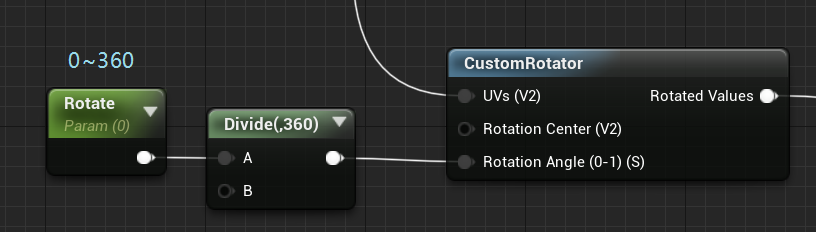 0~360
Rotate
Param (0)
Divide(,360)
A
B
CustomRotator
UVs (V2)
Rotated Values
Rotation Center (V2)
Rotation Angle (0-1) (S)